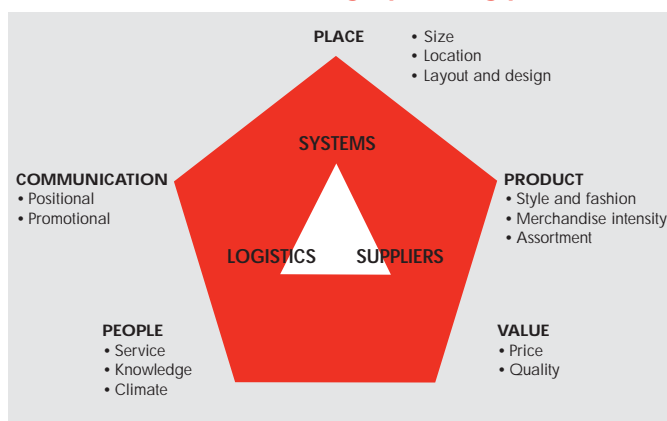 PLACE
• Size
• Location
• Layout and design
SYSTEMS
COMMUNICATION
• Positional
• Promotional
PRODUCT
• Style and fashion
• Merchandise intensity
• Assortment
LOGISTICS
SUPPLIERS
PEOPLE
• Service
• Knowledge
• Climate
VALUE
• Price
• Quality